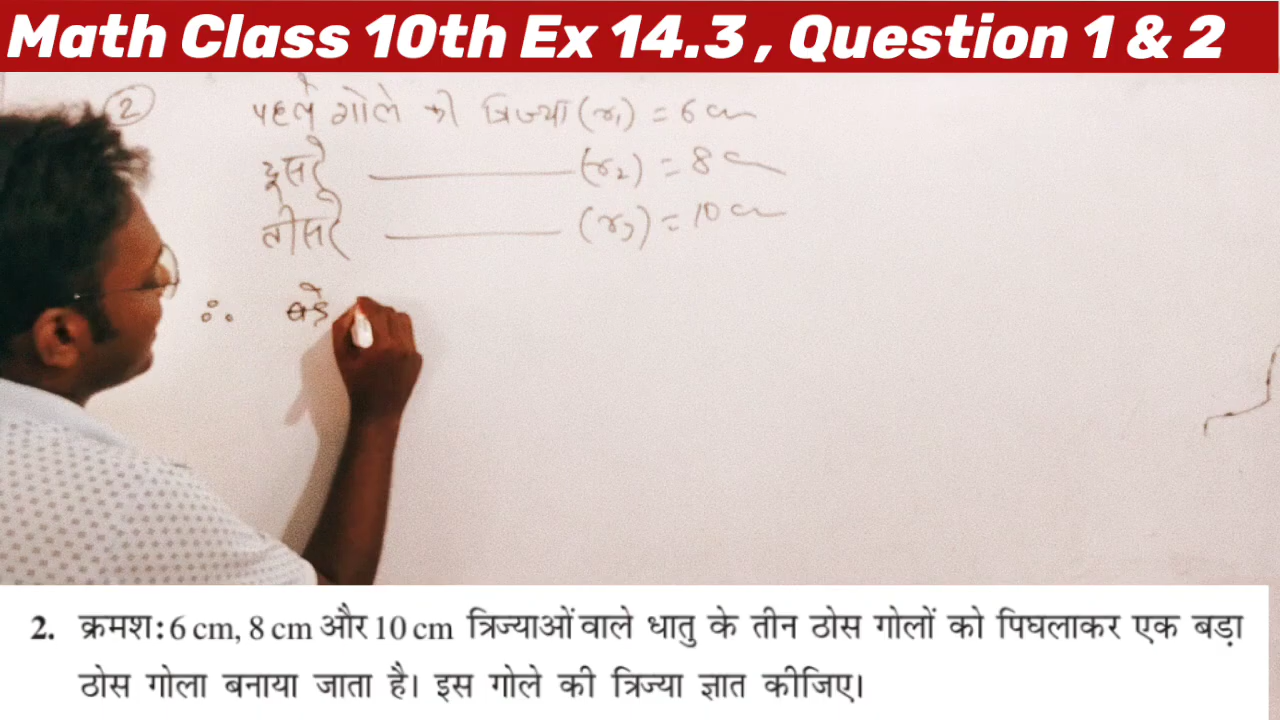 Math Class 10th Ex 14.3 , Question 1 & 2
2 पहले गोले की त्रिज्या (r₁) = 6 cm
दूसरे ——— (r₂) = 8 cm
तीसरे ——— (r₃) = 10 cm
∴ बड़े
2. क्रमश: 6 cm, 8 cm और 10 cm त्रिज्याओं वाले धातु के तीन ठोस गोलों को पिघलाकर एक बड़ा
ठोस गोला बनाया जाता है। इस गोले की त्रिज्या ज्ञात कीजिए।